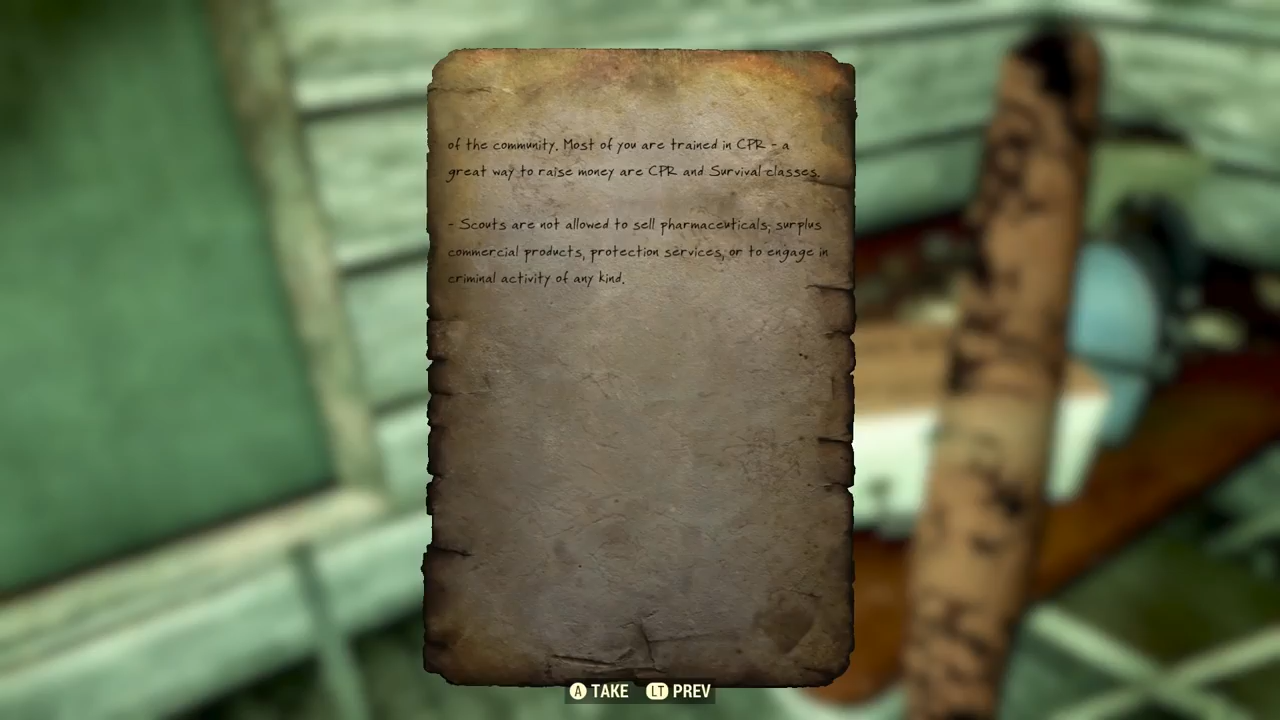 of the community. Most of you are trained in CPR - a
great way to raise money are CPR and Survival classes.
- Scouts are not allowed to sell pharmaceuticals, surplus
commercial products, protection services, or to engage in
criminal activity of any kind.
A TAKE LT PREV